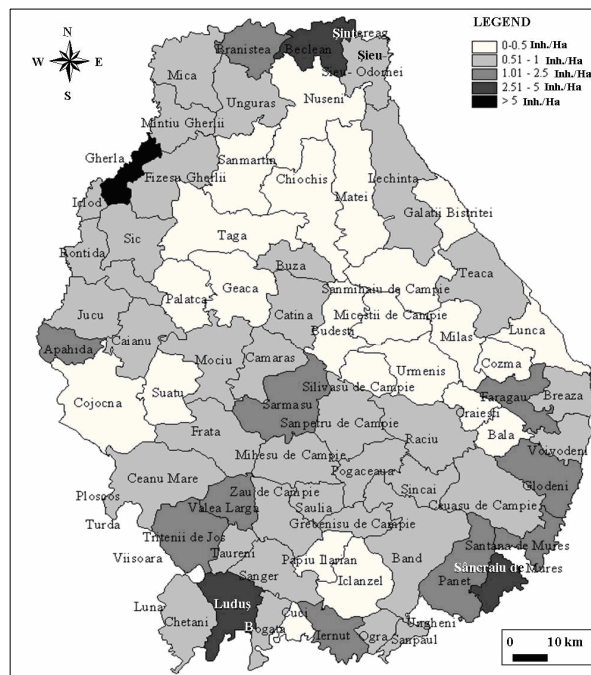 LEGEND
0-0.5 Inh./Ha
0.51 - 1 Inh./Ha
1.01 - 2.5 Inh./Ha
2.51 - 5 Inh./Ha
> 5 Inh./Ha
N
W E
S
Branistea
Beclean
Șintereag
Șieu
Sieu- Odorhei
Mica
Unguras
Nuseni
Mintiu Gherlii
Gherla
Sanmartin
Fizesu Gherlii
Chiochis
Matei
Lechinta
Iclod
Galatii Bistritei
Sic
Taga
Rontida
Buza
Teaca
Palatca
Geaca
Sanmihaiu de Campie
Jucu
Catina
Micestii de Campie
Budesti
Milas
Lunca
Apahida
Caianu
Mociu
Camaras
Urmenis
Cozma
Suatu
Silivasu de Campie
Faragau
Breaza
Cojocna
Sarmasu
Craiesti
Sanpetru de Campie
Frata
Raciu
Bala
Voivodeni
Mihesu de Campie
Pogaceaua
Ceanu Mare
Sincai
Glodeni
Zau de Campie
Ploscos
Valea Larga
Saulia
Ceuasu de Campie
Turda
Grebenisu de Campie
Tritenii de Jos
Santana de Mures
Viisoara
Taureni
Papiu Ilarian
Band
Sâncraiu de
Mures
Sanger
Iclanzel
Panet
Luna
Luduș
Chetani
Cuci
Bogata
Iernut
Ogra
Ungheni
Sanpaul
0 10 km